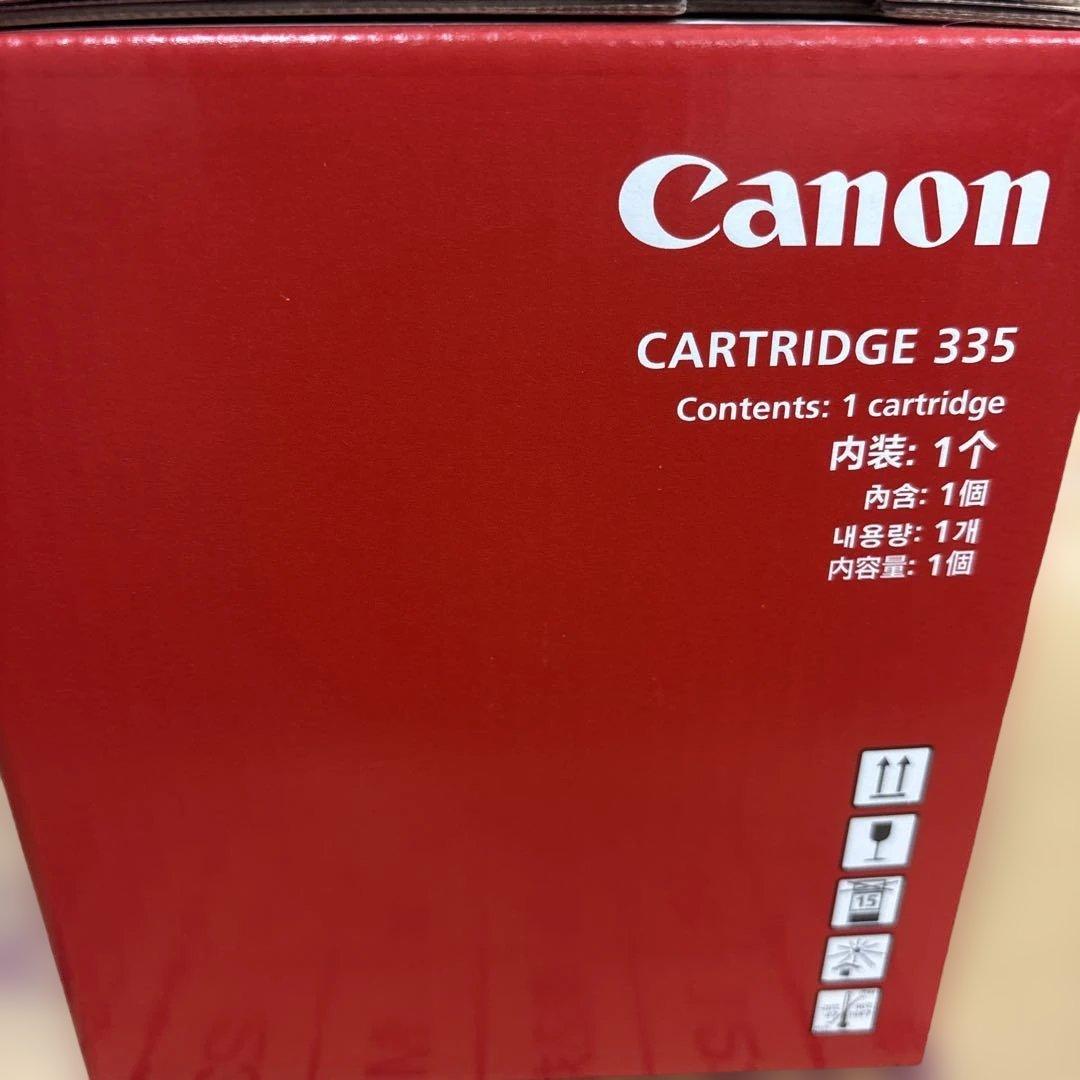 Canon
CARTRIDGE 335
Contents: 1 cartridge
内装: 1个
內含: 1個
내용량: 1개
内容量: 1個
15